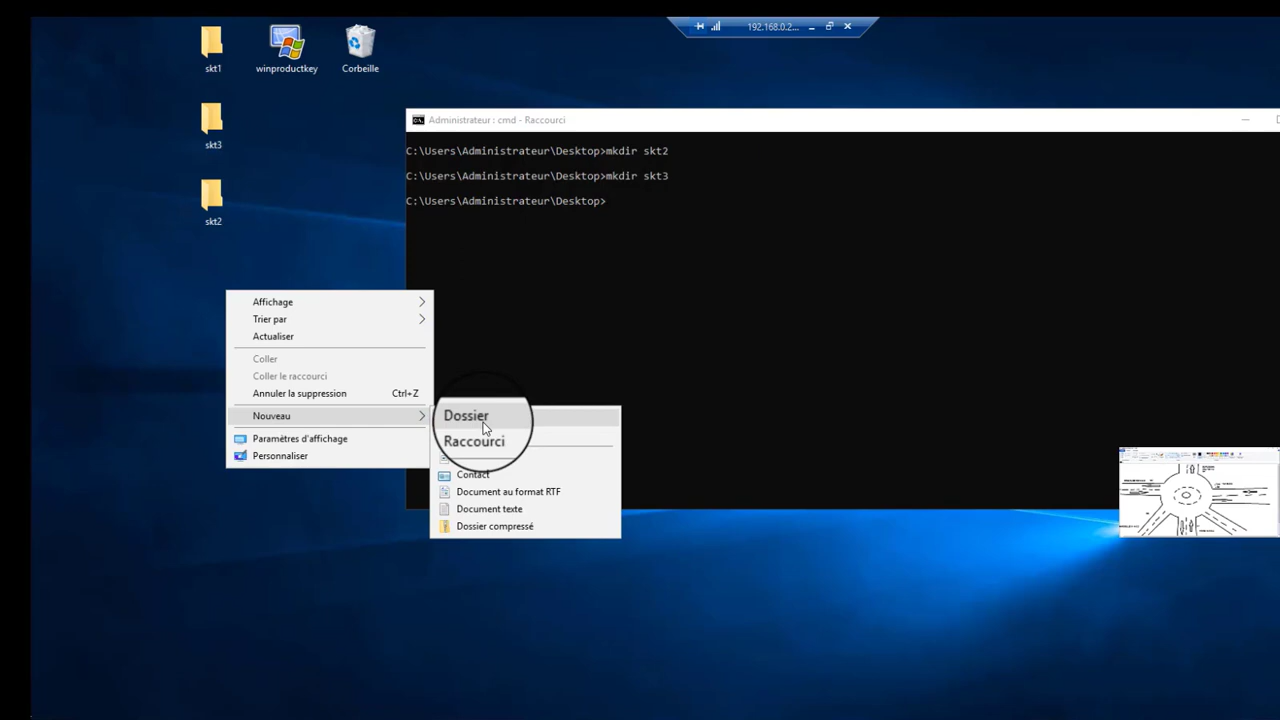 192.168.0.2...
skt1
winproductkey
Corbeille
skt3
skt2
Administrateur : cmd - Raccourci
C:\Users\Administrateur\Desktop>mkdir skt2
C:\Users\Administrateur\Desktop>mkdir skt3
C:\Users\Administrateur\Desktop>
Affichage
Trier par
Actualiser
Coller
Coller le raccourci
Annuler la suppression Ctrl+Z
Nouveau
Paramètres d'affichage
Personnaliser
Dossier
Raccourci
Contact
Document au format RTF
Document texte
Dossier compressé